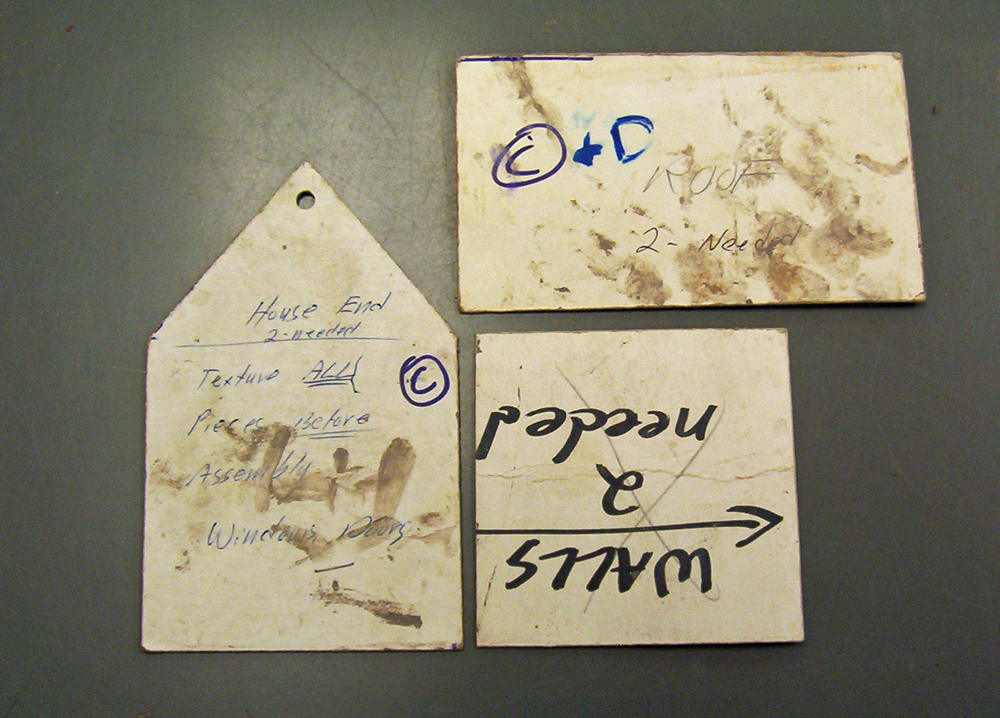 House End
2-needed
Texture ALL
Pieces Before
Assembly
Windows Doors
C
C + D
ROOF
2 - Needed
WALLS
2
needed